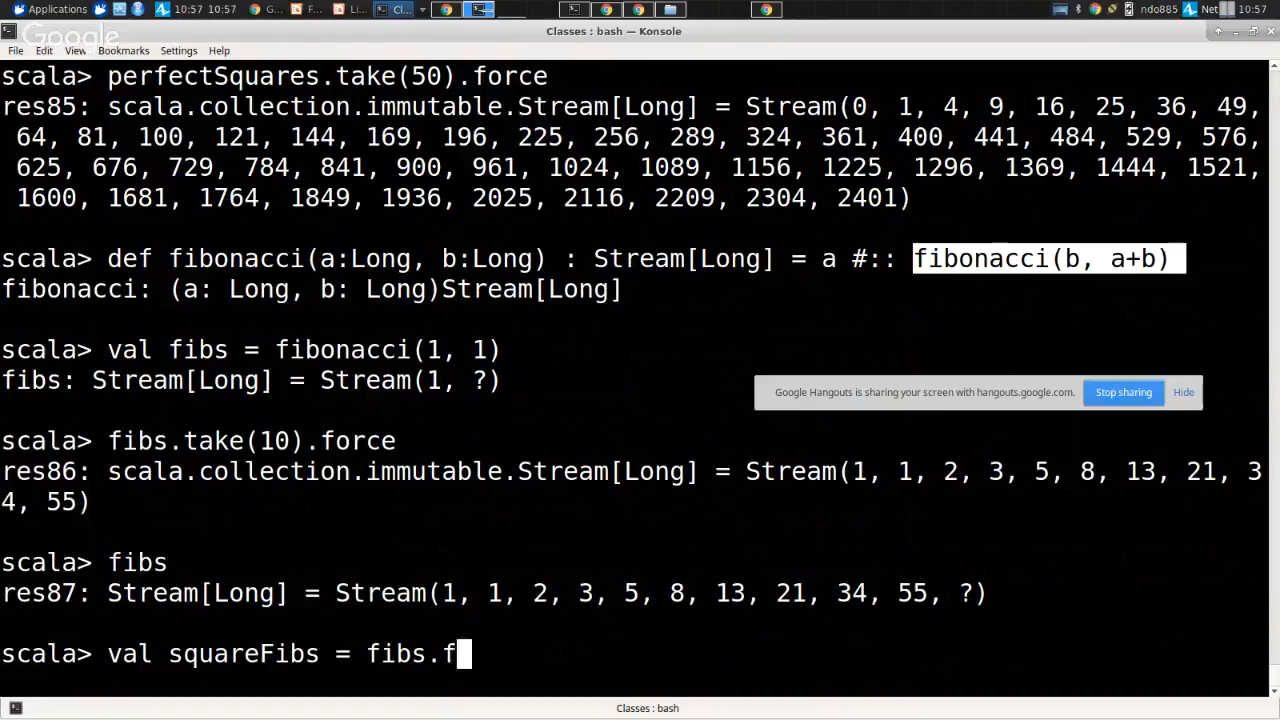 Applications 10:57 10:57 G... F... Li... Cl... ndo885 Net 10:57
Google
Classes : bash — Konsole
File Edit View Bookmarks Settings Help
scala> perfectSquares.take(50).force
res85: scala.collection.immutable.Stream[Long] = Stream(0, 1, 4, 9, 16, 25, 36, 49,
64, 81, 100, 121, 144, 169, 196, 225, 256, 289, 324, 361, 400, 441, 484, 529, 576,
625, 676, 729, 784, 841, 900, 961, 1024, 1089, 1156, 1225, 1296, 1369, 1444, 1521,
1600, 1681, 1764, 1849, 1936, 2025, 2116, 2209, 2304, 2401)
scala> def fibonacci(a:Long, b:Long) : Stream[Long] = a #:: fibonacci(b, a+b)
fibonacci: (a: Long, b: Long)Stream[Long]
scala> val fibs = fibonacci(1, 1)
fibs: Stream[Long] = Stream(1, ?)
Google Hangouts is sharing your screen with hangouts.google.com. Stop sharing Hide
scala> fibs.take(10).force
res86: scala.collection.immutable.Stream[Long] = Stream(1, 1, 2, 3, 5, 8, 13, 21, 3
4, 55)
scala> fibs
res87: Stream[Long] = Stream(1, 1, 2, 3, 5, 8, 13, 21, 34, 55, ?)
scala> val squareFibs = fibs.f
Classes : bash